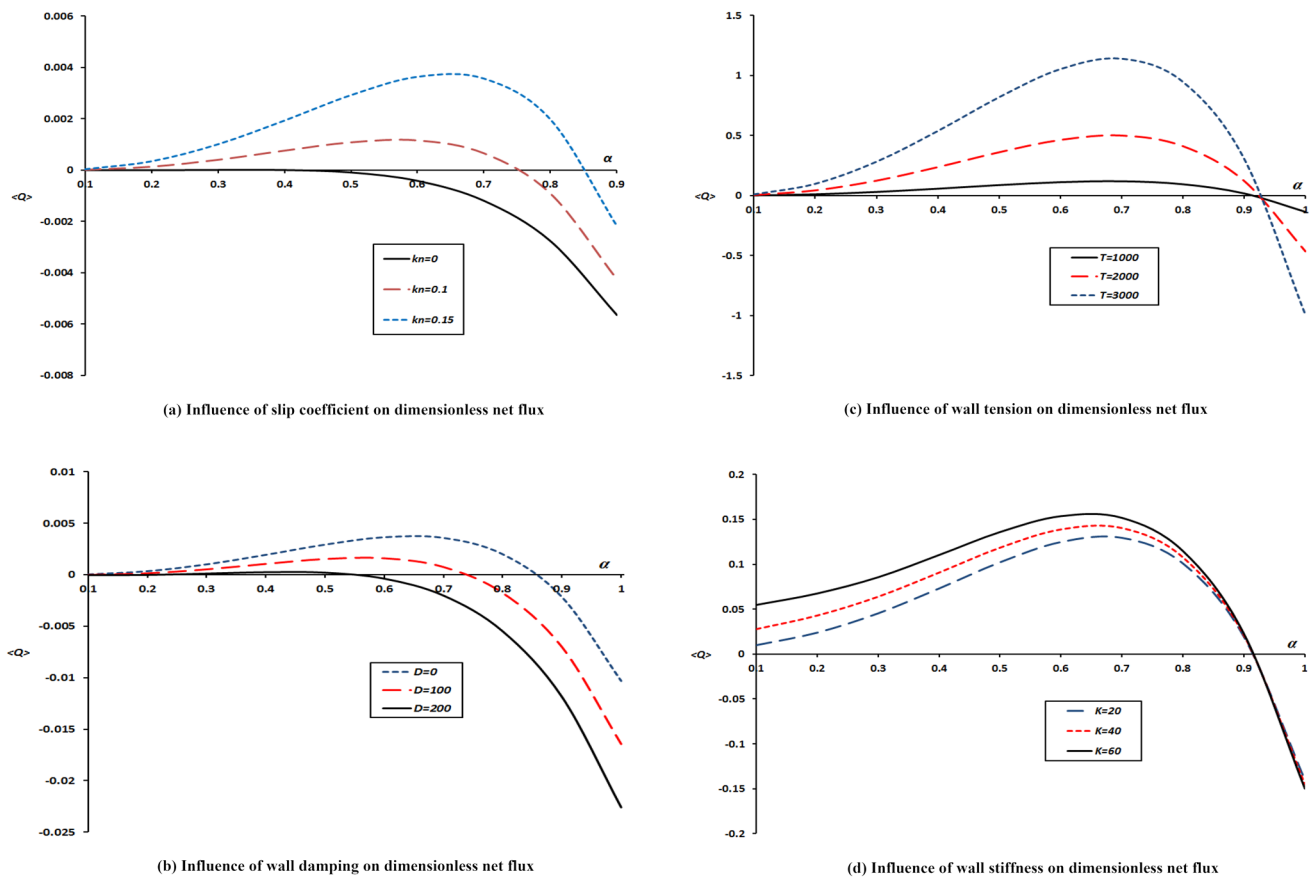 0.006
0.004
0.002
0
-0.002
-0.004
-0.006
-0.008
<Q>
0.1 0.2 0.3 0.4 0.5 0.6 0.7 0.8 0.9
α
kn=0
kn=0.1
kn=0.15
(a) Influence of slip coefficient on dimensionless net flux
1.5
1
0.5
0
-0.5
-1
-1.5
<Q>
0.1 0.2 0.3 0.4 0.5 0.6 0.7 0.8 0.9 1
α
T=1000
T=2000
T=3000
(c) Influence of wall tension on dimensionless net flux
0.01
0.005
0
-0.005
-0.01
-0.015
-0.02
-0.025
<Q>
0.1 0.2 0.3 0.4 0.5 0.6 0.7 0.8 0.9 1
α
D=0
D=100
D=200
(b) Influence of wall damping on dimensionless net flux
0.2
0.15
0.1
0.05
0
-0.05
-0.1
-0.15
-0.2
<Q>
0.1 0.2 0.3 0.4 0.5 0.6 0.7 0.8 0.9 1
α
K=20
K=40
K=60
(d) Influence of wall stiffness on dimensionless net flux